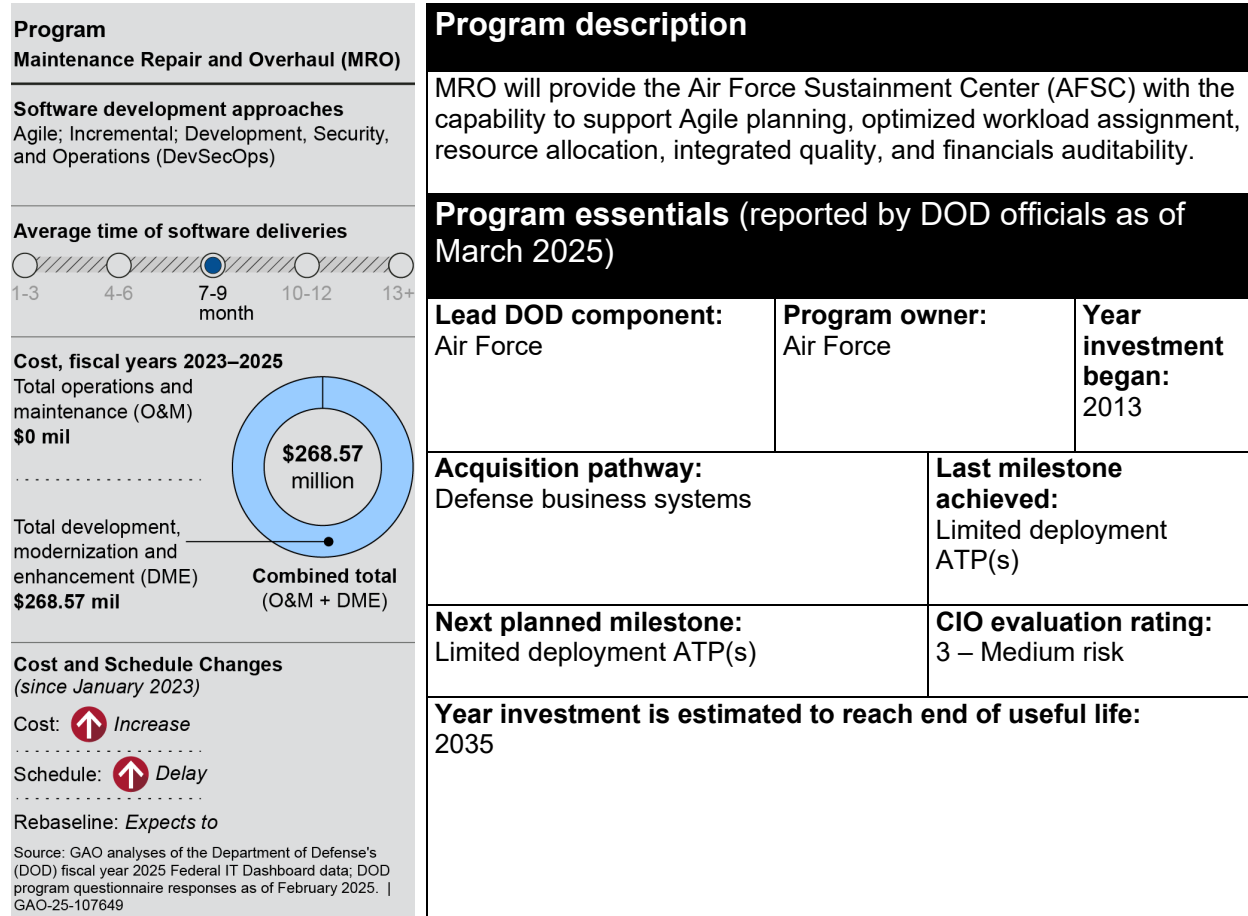 Program
Maintenance Repair and Overhaul (MRO)
Software development approaches
Agile; Incremental; Development, Security,
and Operations (DevSecOps)
Average time of software deliveries
1-3 4-6 7-9 10-12 13+
month
Cost, fiscal years 2023–2025
Total operations and
maintenance (O&M)
$0 mil
$268.57
million
Total development,
modernization and
enhancement (DME)
$268.57 mil
Combined total
(O&M + DME)
Cost and Schedule Changes
(since January 2023)
Cost: Increase
Schedule: Delay
Rebaseline: Expects to
Source: GAO analyses of the Department of Defense's
(DOD) fiscal year 2025 Federal IT Dashboard data; DOD
program questionnaire responses as of February 2025. |
GAO-25-107649
Program description
MRO will provide the Air Force Sustainment Center (AFSC) with the
capability to support Agile planning, optimized workload assignment,
resource allocation, integrated quality, and financials auditability.
Program essentials (reported by DOD officials as of
March 2025)
Lead DOD component:
Air Force
Program owner:
Air Force
Year
investment
began:
2013
Acquisition pathway:
Defense business systems
Last milestone
achieved:
Limited deployment
ATP(s)
Next planned milestone:
Limited deployment ATP(s)
CIO evaluation rating:
3 – Medium risk
Year investment is estimated to reach end of useful life:
2035